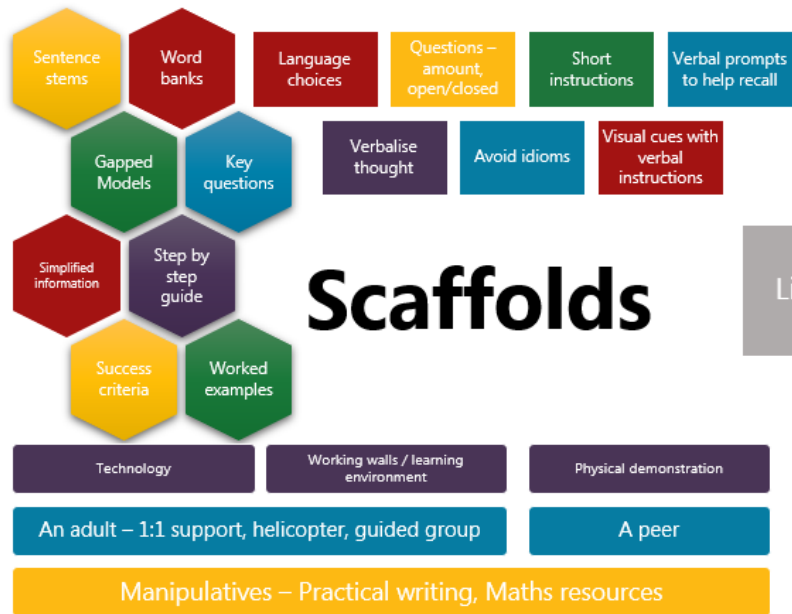 Sentence
stems
Word
banks
Language
choices
Questions –
amount,
open/closed
Short
instructions
Verbal prompts
to help recall
Gapped
Models
Key
questions
Verbalise
thought
Avoid idioms
Visual cues with
verbal
instructions
Simplified
information
Step by
step
guide
Scaffolds
Success
criteria
Worked
examples
Technology
Working walls / learning
environment
Physical demonstration
An adult – 1:1 support, helicopter, guided group
A peer
Manipulatives – Practical writing, Maths resources